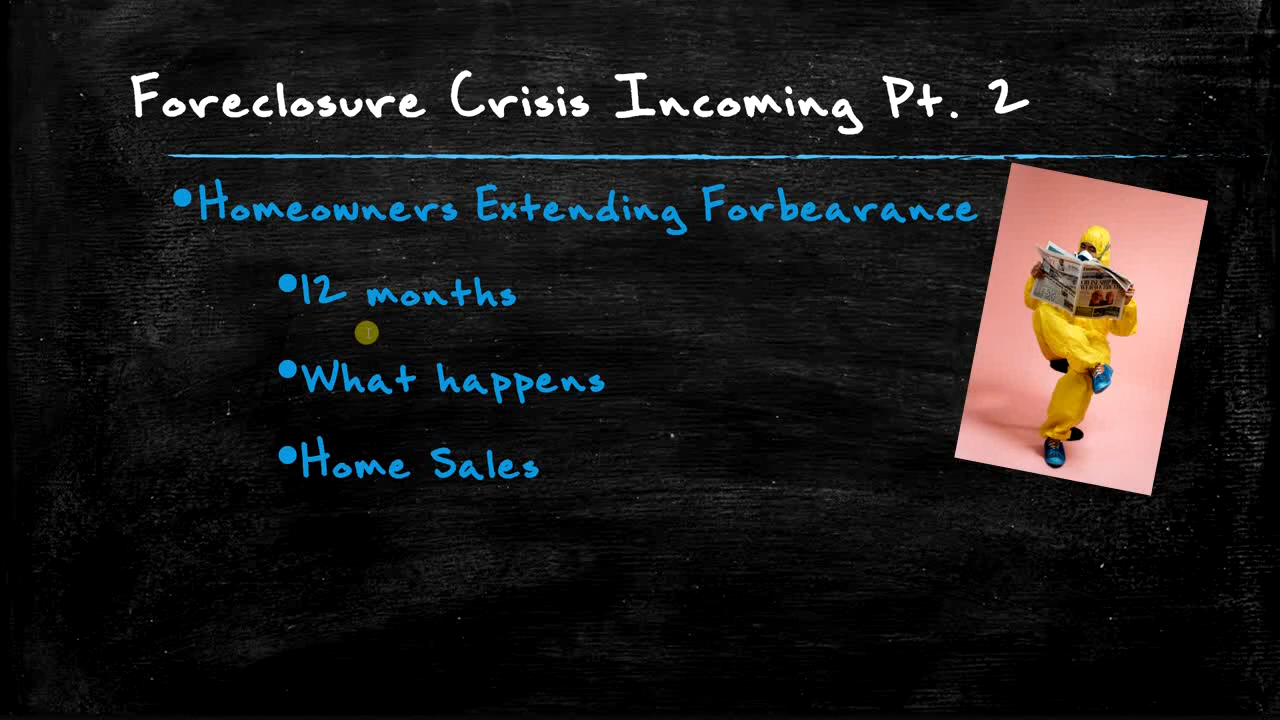 Foreclosure Crisis Incoming Pt. 2
•Homeowners Extending Forbearance
•12 months
•What happens
•Home Sales